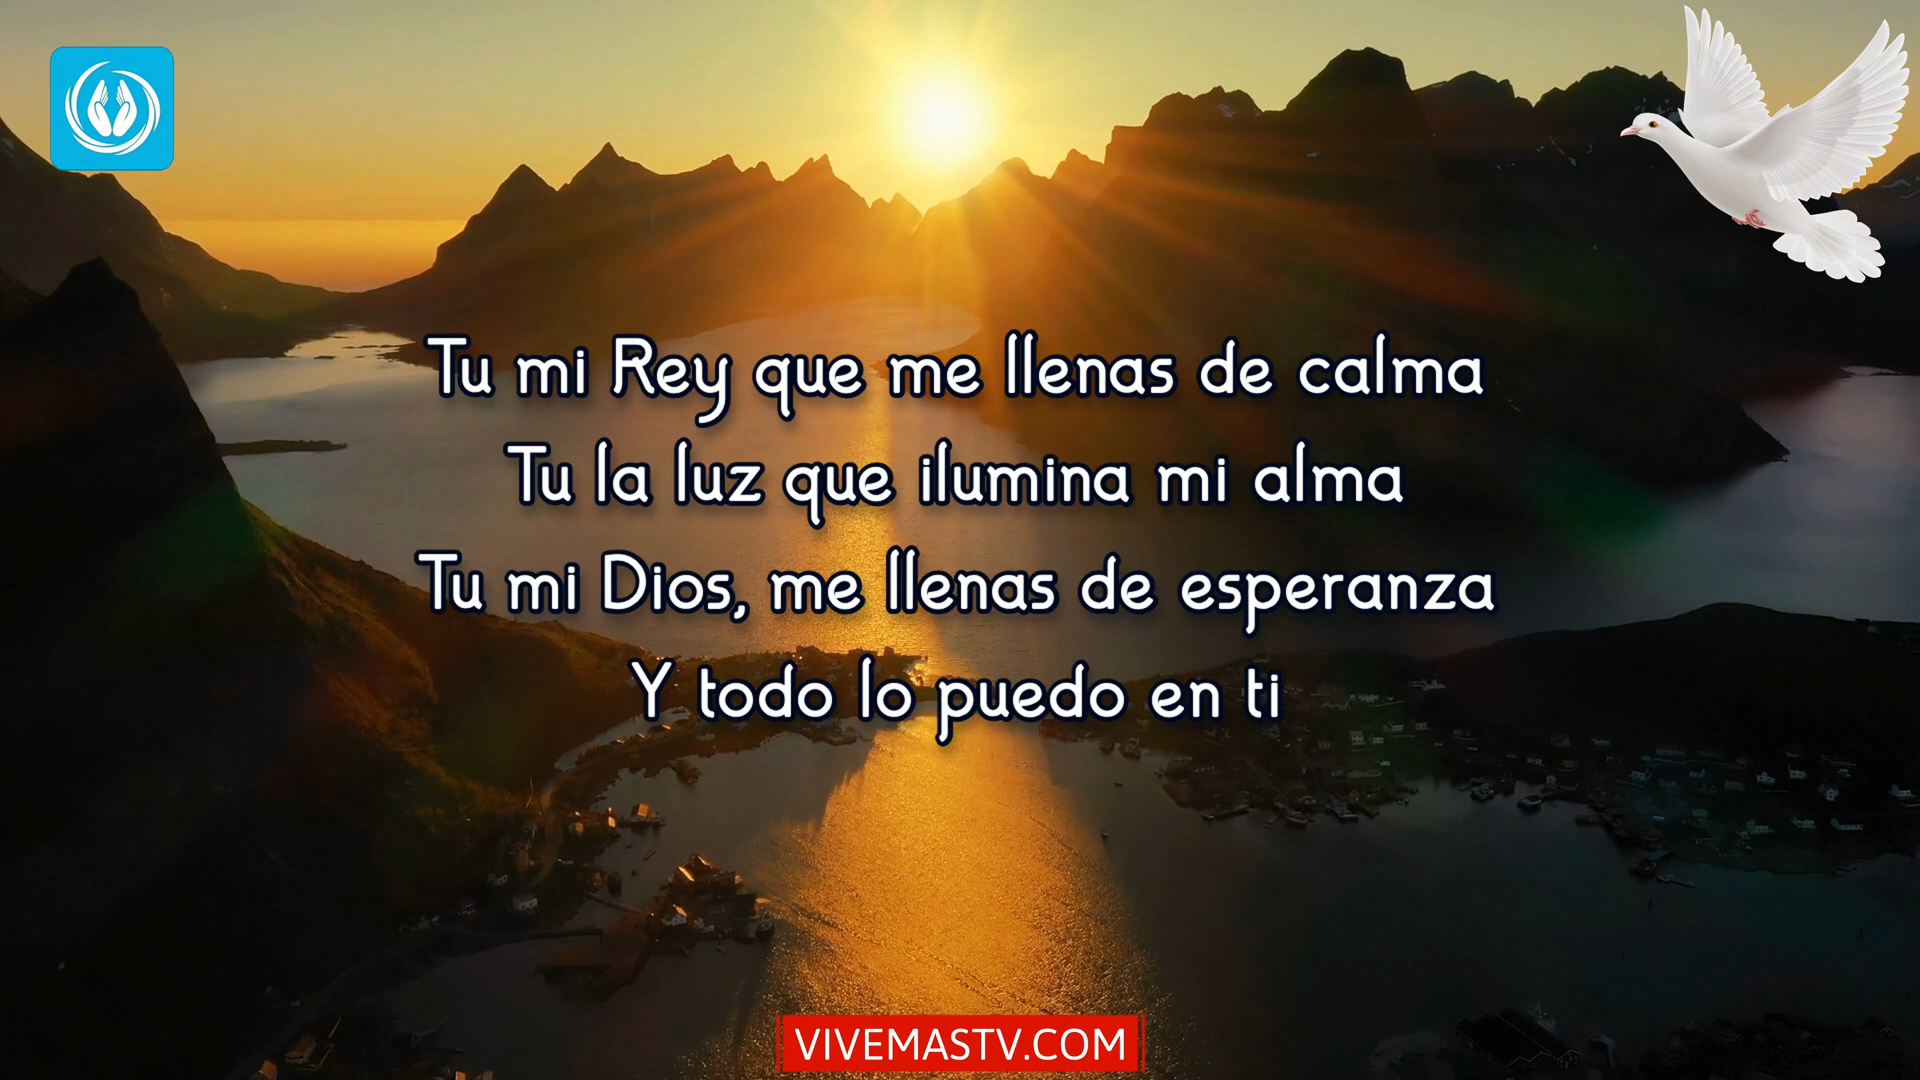 Tu mi Rey que me llenas de calma
Tu la luz que ilumina mi alma
Tu mi Dios, me llenas de esperanza
Y todo lo puedo en ti
VIVEMASTV.COM